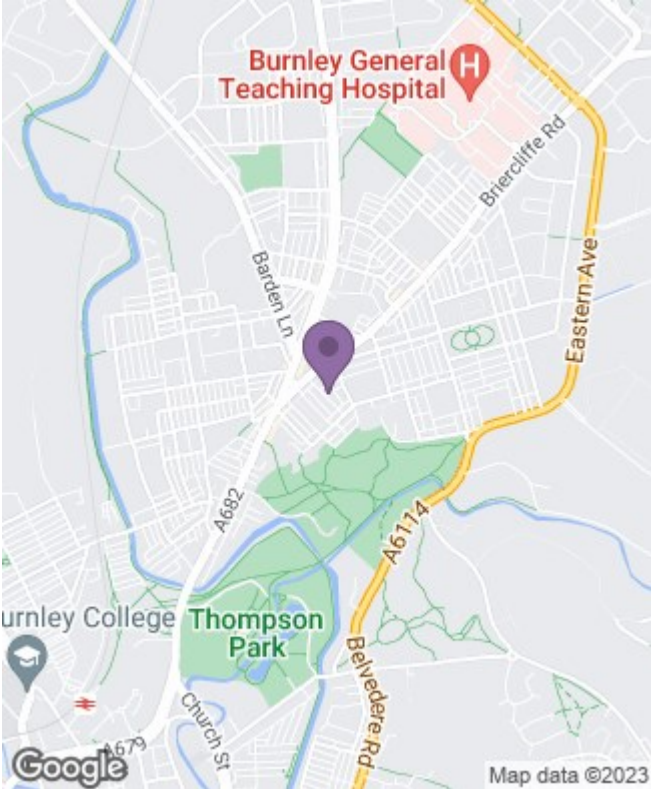 Burnley General
Teaching Hospital
H
Briercliffe Rd
Barden Ln
Eastern Ave
A682
A6114
urnley College
Thompson
Park
Belvedere Rd
Church St
A679
Google
Map data ©2023